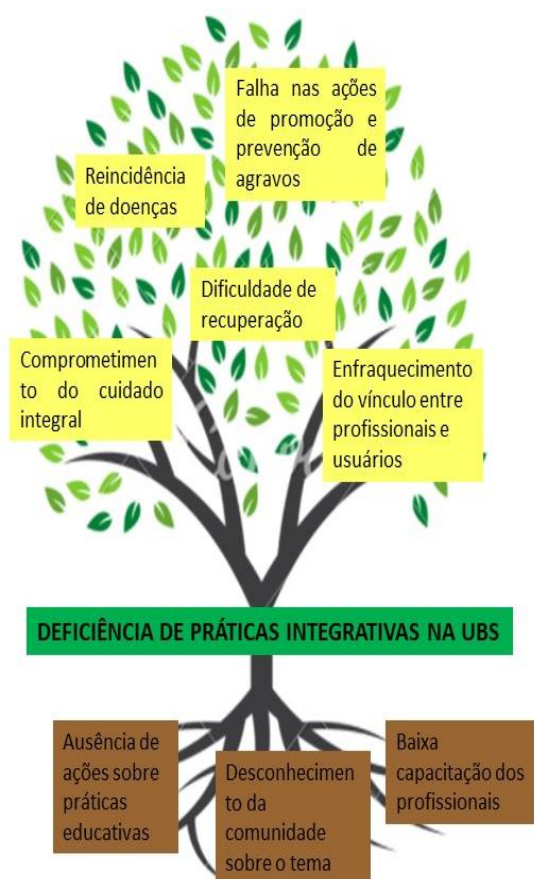 Falha nas ações
de promoção e
prevenção de
agravos
Reincidência
de doenças
Dificuldade de
recuperação
Comprometimen
to do cuidado
integral
Enfraquecimento
do vínculo entre
profissionais e
usuários
DEFICIÊNCIA DE PRÁTICAS INTEGRATIVAS NA UBS
Ausência de
ações sobre
práticas
educativas
Desconhecimen
to da
comunidade
sobre o tema
Baixa
capacitação dos
profissionais